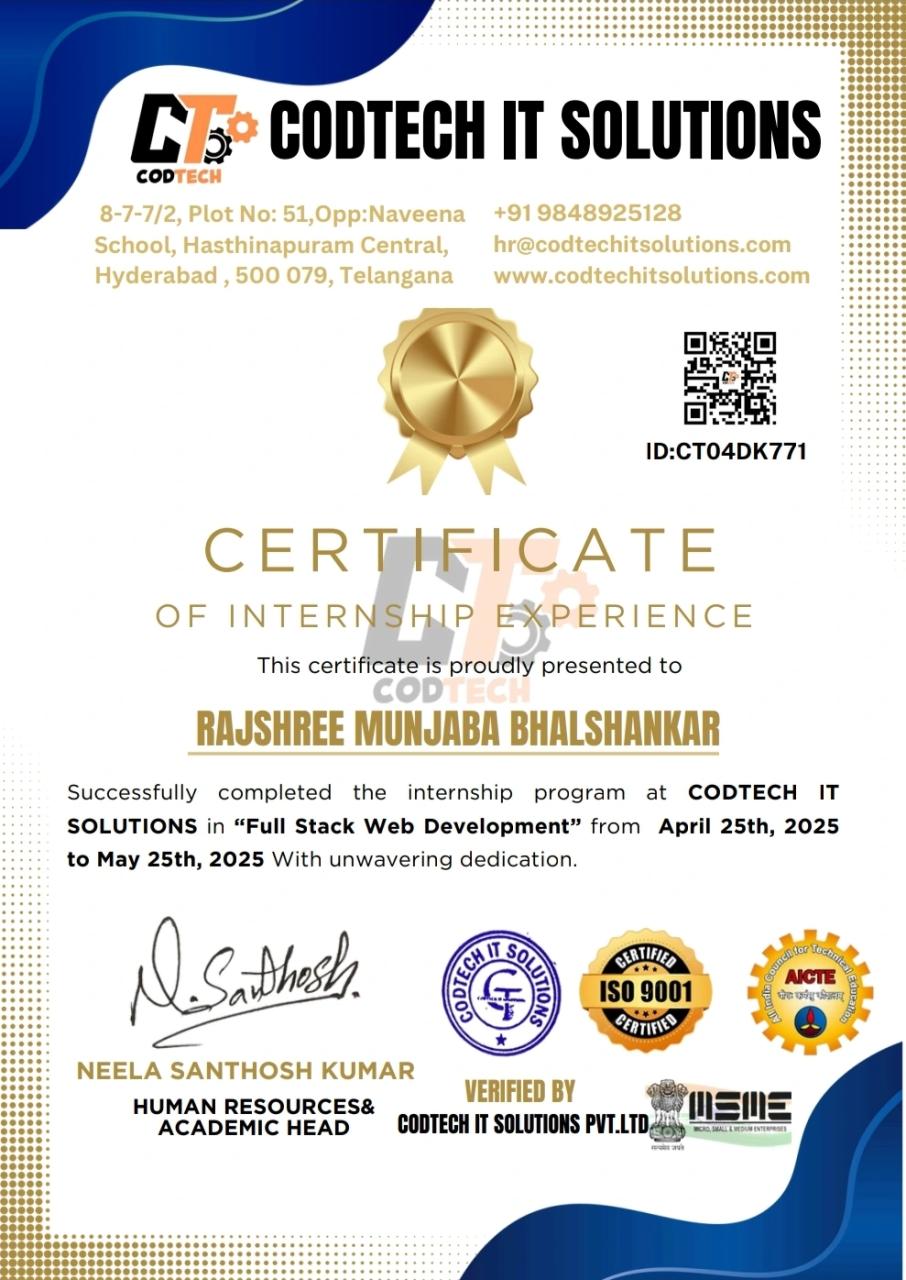 CT
CODTECH
CODTECH IT SOLUTIONS
8-7-7/2, Plot No: 51,Opp:Naveena
School, Hasthinapuram Central,
Hyderabad , 500 079, Telangana
+91 9848925128
hr@codtechitsolutions.com
www.codtechitsolutions.com
ID:CT04DK771
CERTIFICATE
OF INTERNSHIP EXPERIENCE
CT
CODTECH
This certificate is proudly presented to
RAJSHREE MUNJABA BHALSHANKAR
Successfully completed the internship program at CODTECH IT
SOLUTIONS in “Full Stack Web Development” from April 25th, 2025
to May 25th, 2025 With unwavering dedication.
N. Santhosh.
NEELA SANTHOSH KUMAR
HUMAN RESOURCES&
ACADEMIC HEAD
CODTECH IT SOLUTIONS
CERTIFIED
ISO 9001
CERTIFIED
All India Council for Technical Education
AICTE
VERIFIED BY
CODTECH IT SOLUTIONS PVT.LTD
सत्यमेव जयते
MSME
MICRO, SMALL & MEDIUM ENTERPRISES